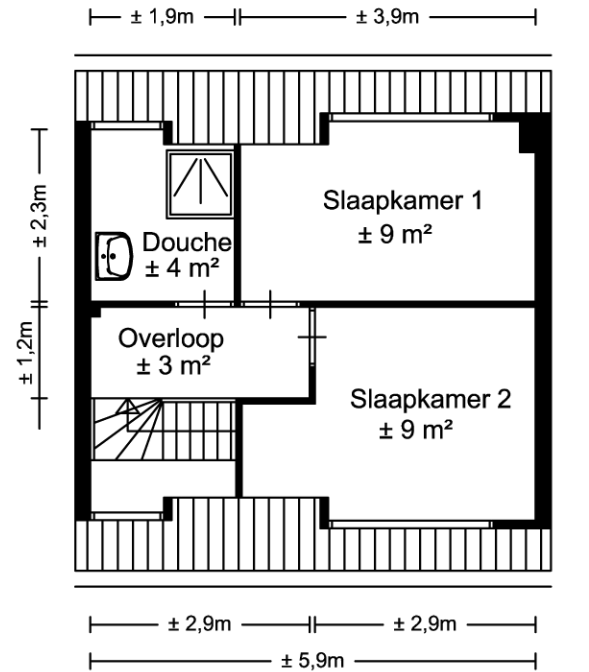 ± 1,9m
± 3,9m
± 2,3m
Slaapkamer 1
± 9 m²
Douche
± 4 m²
± 1,2m
Overloop
± 3 m²
Slaapkamer 2
± 9 m²
± 2,9m
± 2,9m
± 5,9m